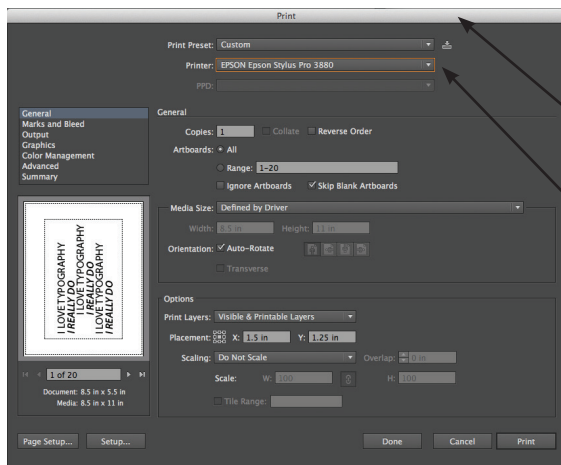 Print
Print Preset: Custom
Printer: EPSON Epson Stylus Pro 3880
PPD:
General
Marks and Bleed
Output
Graphics
Color Management
Advanced
Summary
General
Copies: 1 Collate Reverse Order
Artboards: All
Range: 1-20
Ignore Artboards Skip Blank Artboards
Media Size: Defined by Driver
Width: 8.5 in Height: 11 in
Orientation: Auto-Rotate
Transverse
I LOVE TYPOGRAPHY
I REALLY DO
I LOVE TYPOGRAPHY
I REALLY DO
I LOVE TYPOGRAPHY
I REALLY DO
1 of 20
Document: 8.5 in x 5.5 in
Media: 8.5 in x 11 in
Options
Print Layers: Visible & Printable Layers
Placement: X: 1.5 in Y: 1.25 in
Scaling: Do Not Scale Overlap: 0 in
Scale: W: 100 H: 100
Tile Range:
Page Setup... Setup... Done Cancel Print